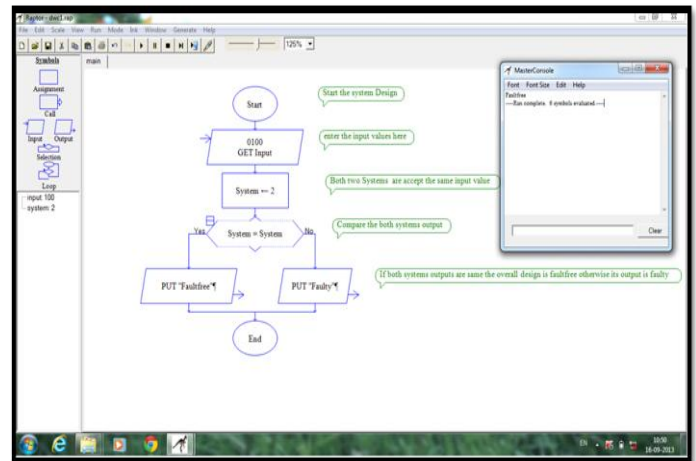 Raptor - dwc1.rap
File Edit Scale View Run Mode Ink Window Generate Help
125%
Symbols
main
Assignment
Call
Input Output
Selection
Loop
input: 100
system: 2
Start
Start the system Design
0100
GET Input
enter the input values here
System ← 2
Both two Systems are accept the same input value
Yes
System = System
No
Compare the both systems output
PUT "Faultfree"¶
PUT "Faulty"¶
If both systems outputs are same the overall design is faultfree otherwise its output is faulty
End
MasterConsole
Font Font Size Edit Help
Faultfree
----Run complete. 6 symbols evaluated.----
Clear
EN
10:50
16-09-2013